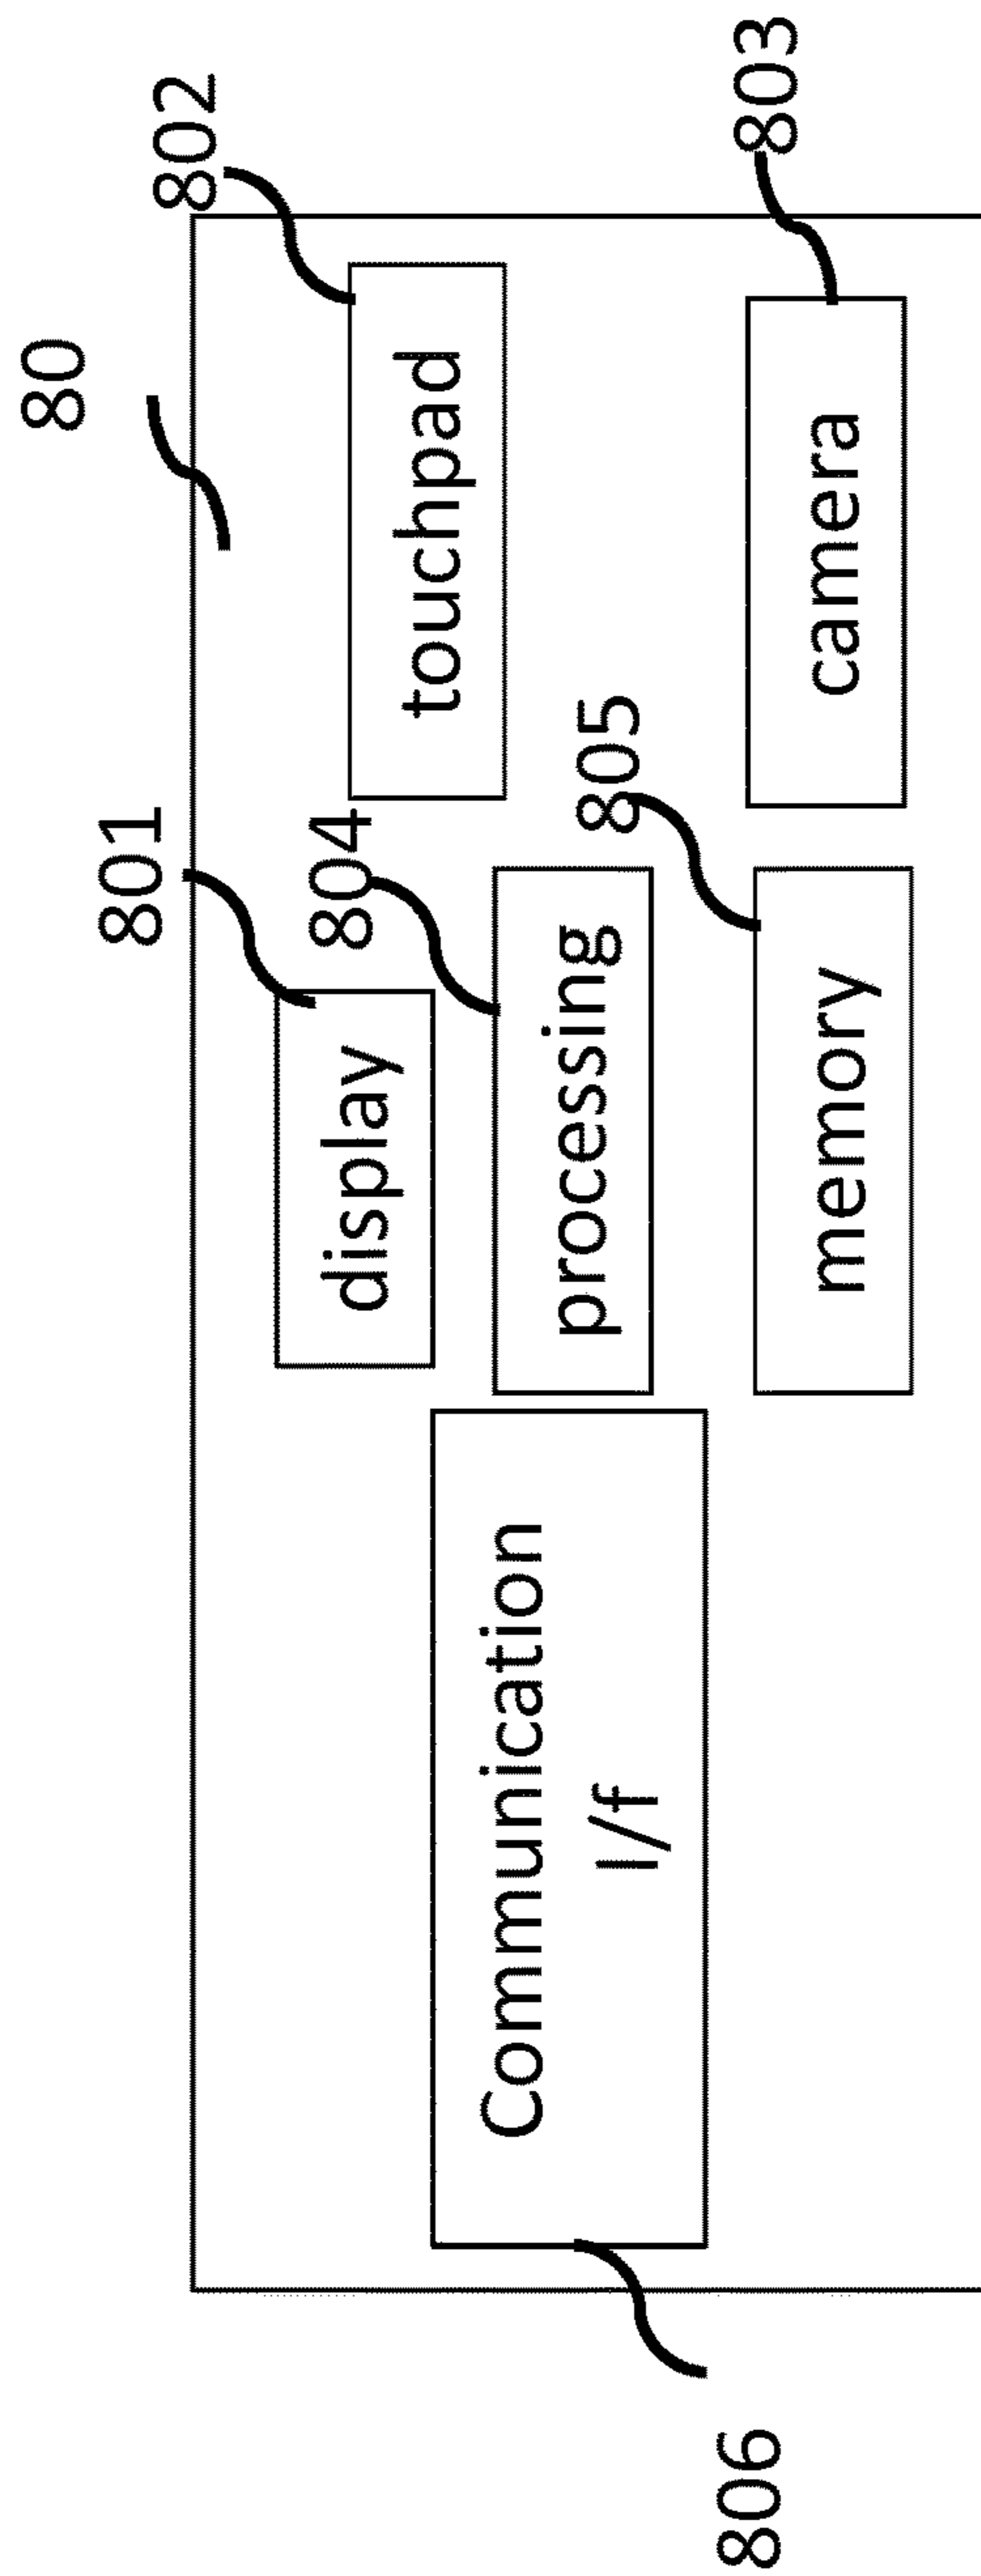 80
802
801
display
touchpad
804
processing
805
803
Communication
I/f
memory
camera
806